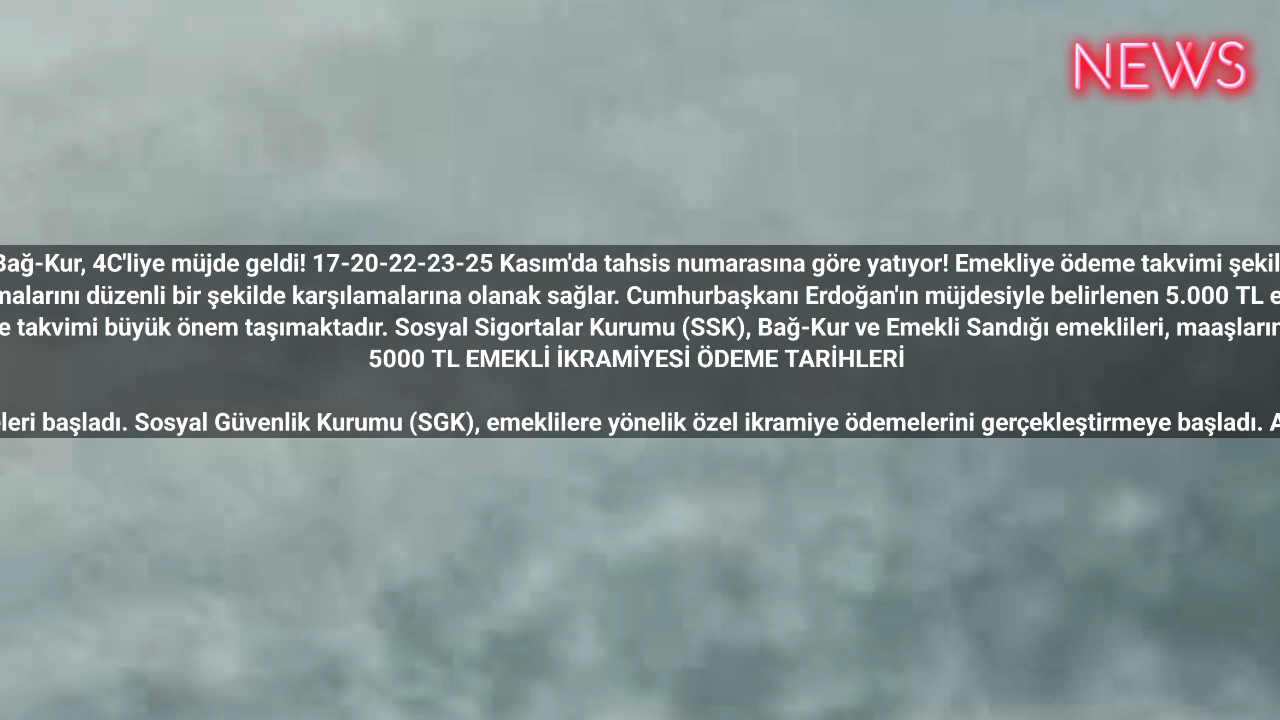 NEWS
Bağ-Kur, 4C'liye müjde geldi! 17-20-22-23-25 Kasım'da tahsis numarasına göre yatıyor! Emekliye ödeme takvimi şekil
malarını düzenli bir şekilde karşılamalarına olanak sağlar. Cumhurbaşkanı Erdoğan'ın müjdesiyle belirlenen 5.000 TL e
e takvimi büyük önem taşımaktadır. Sosyal Sigortalar Kurumu (SSK), Bağ-Kur ve Emekli Sandığı emeklileri, maaşların
5000 TL EMEKLİ İKRAMİYESİ ÖDEME TARİHLERİ
eleri başladı. Sosyal Güvenlik Kurumu (SGK), emeklilere yönelik özel ikramiye ödemelerini gerçekleştirmeye başladı. A